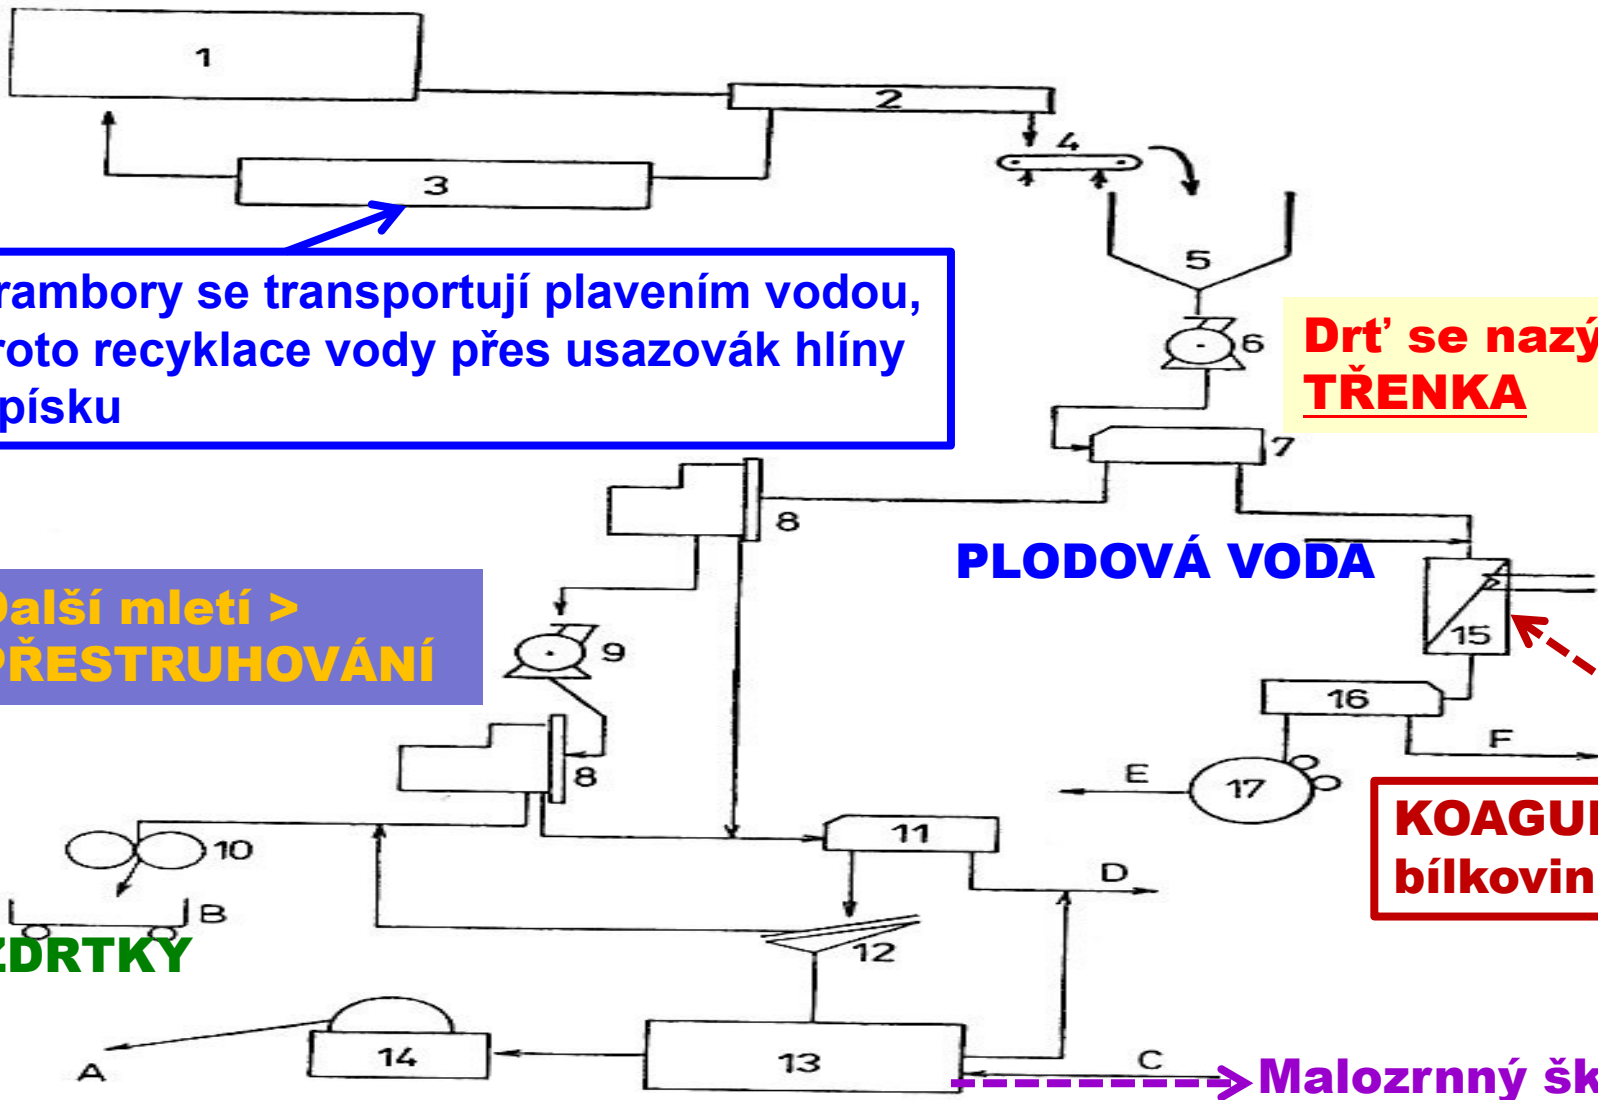 1
2
3
4
rambory se transportují plavením vodou,
roto recyklace vody přes usazovák hlíny
písku
5
6
Drť se nazý
TŘENKA
7
8
PLODOVÁ VODA
Další mletí >
PŘESTRUHOVÁNÍ
9
15
16
F
8
E
17
KOAGU
bílkovin
10
11
D
B
ZDRTKY
12
A
14
13
C
Malozrnný šk